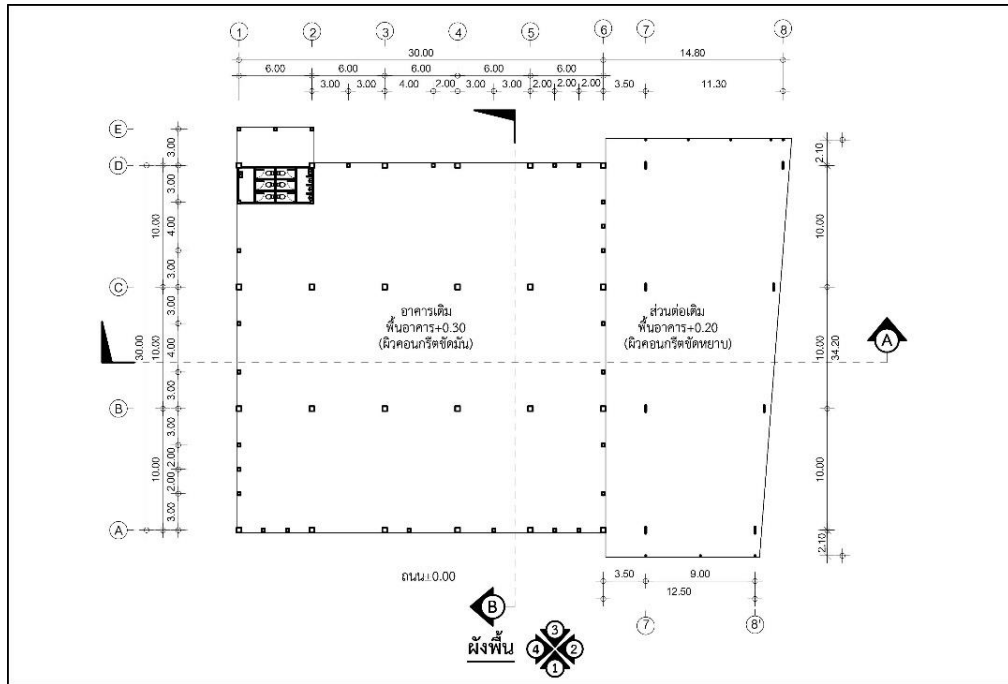 1 2 3 4 5 6 7 8
30.00 14.80
6.00 6.00 6.00 6.00 6.00
3.00 3.00 4.00 2.00 3.00 3.00 2.00 2.00 2.00 3.50 11.30
E
3.00
D
2.10
3.00
10.00
4.00
10.00
3.00
C
อาคารเดิม
พื้นอาคาร+0.30
(ผิวคอนกรีตขัดมัน)
ส่วนต่อเติม
พื้นอาคาร+0.20
(ผิวคอนกรีตขัดหยาบ)
A
3.00
30.00
10.00
4.00
10.00
34.20
3.00
B
3.00
10.00
2.00
2.00
3.00
10.00
A
2.10
ถนน±0.00
3.50 9.00
12.50
B
7 8'
ผังพื้น
3
4 2
1